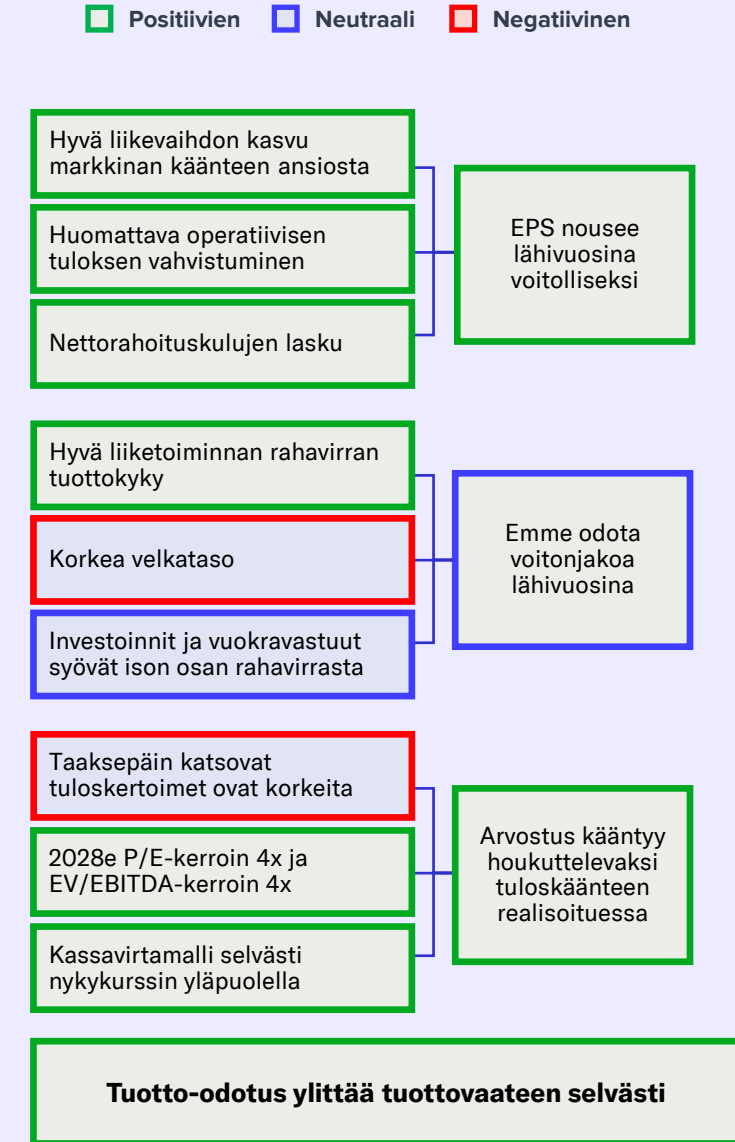 Positiivien Neutraali Negatiivinen
Hyvä liikevaihdon kasvu
markkinan käänteen ansiosta
Huomattava operatiivisen
tuloksen vahvistuminen
Nettorahoituskulujen lasku
EPS nousee
lähivuosina
voitolliseksi
Hyvä liiketoiminnan rahavirran
tuottokyky
Korkea velkataso
Investoinnit ja vuokravastuut
syövät ison osan rahavirrasta
Emme odota
voitonjakoa
lähivuosina
Taaksepäin katsovat
tuloskertoimet ovat korkeita
2028e P/E-kerroin 4x ja
EV/EBITDA-kerroin 4x
Kassavirtamalli selvästi
nykykurssin yläpuolella
Arvostus kääntyy
houkuttelevaksi
tuloskäänteen
realisoituessa
Tuotto-odotus ylittää tuottovaateen selvästi